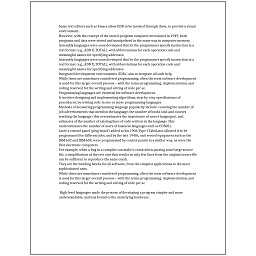 Some text editors such as Emacs allow GDB to be invoked through them, to provide a visual
environment.
However, with the concept of the stored-program computer introduced in 1949, both
programs and data were stored and manipulated in the same way in computer memory.
Assembly languages were soon developed that let the programmer specify instruction in a
text format (e.g., ADD X, TOTAL), with abbreviations for each operation code and
meaningful names for specifying addresses.
Assembly languages were soon developed that let the programmer specify instruction in a
text format (e.g., ADD X, TOTAL), with abbreviations for each operation code and
meaningful names for specifying addresses.
Integrated development environments (IDEs) aim to integrate all such help.
While these are sometimes considered programming, often the term software development
is used for this larger overall process – with the terms programming, implementation, and
coding reserved for the writing and editing of code per se.
Programming languages are essential for software development.
It involves designing and implementing algorithms, step-by-step specifications of
procedures, by writing code in one or more programming languages.
Methods of measuring programming language popularity include: counting the number of
job advertisements that mention the language, the number of books sold and courses
teaching the language (this overestimates the importance of newer languages), and
estimates of the number of existing lines of code written in the language (this
underestimates the number of users of business languages such as COBOL).
Later a control panel (plug board) added to his 1906 Type I Tabulator allowed it to be
programmed for different jobs, and by the late 1940s, unit record equipment such as the
IBM 602 and IBM 604, were programmed by control panels in a similar way, as were the
first electronic computers.
For example, when a bug in a compiler can make it crash when parsing some large source
file, a simplification of the test case that results in only few lines from the original source file
can be sufficient to reproduce the same crash.
They are the building blocks for all software, from the simplest applications to the most
sophisticated ones.
While these are sometimes considered programming, often the term software development
is used for this larger overall process – with the terms programming, implementation, and
coding reserved for the writing and editing of code per se.
High-level languages made the process of developing a program simpler and more
understandable, and less bound to the underlying hardware.